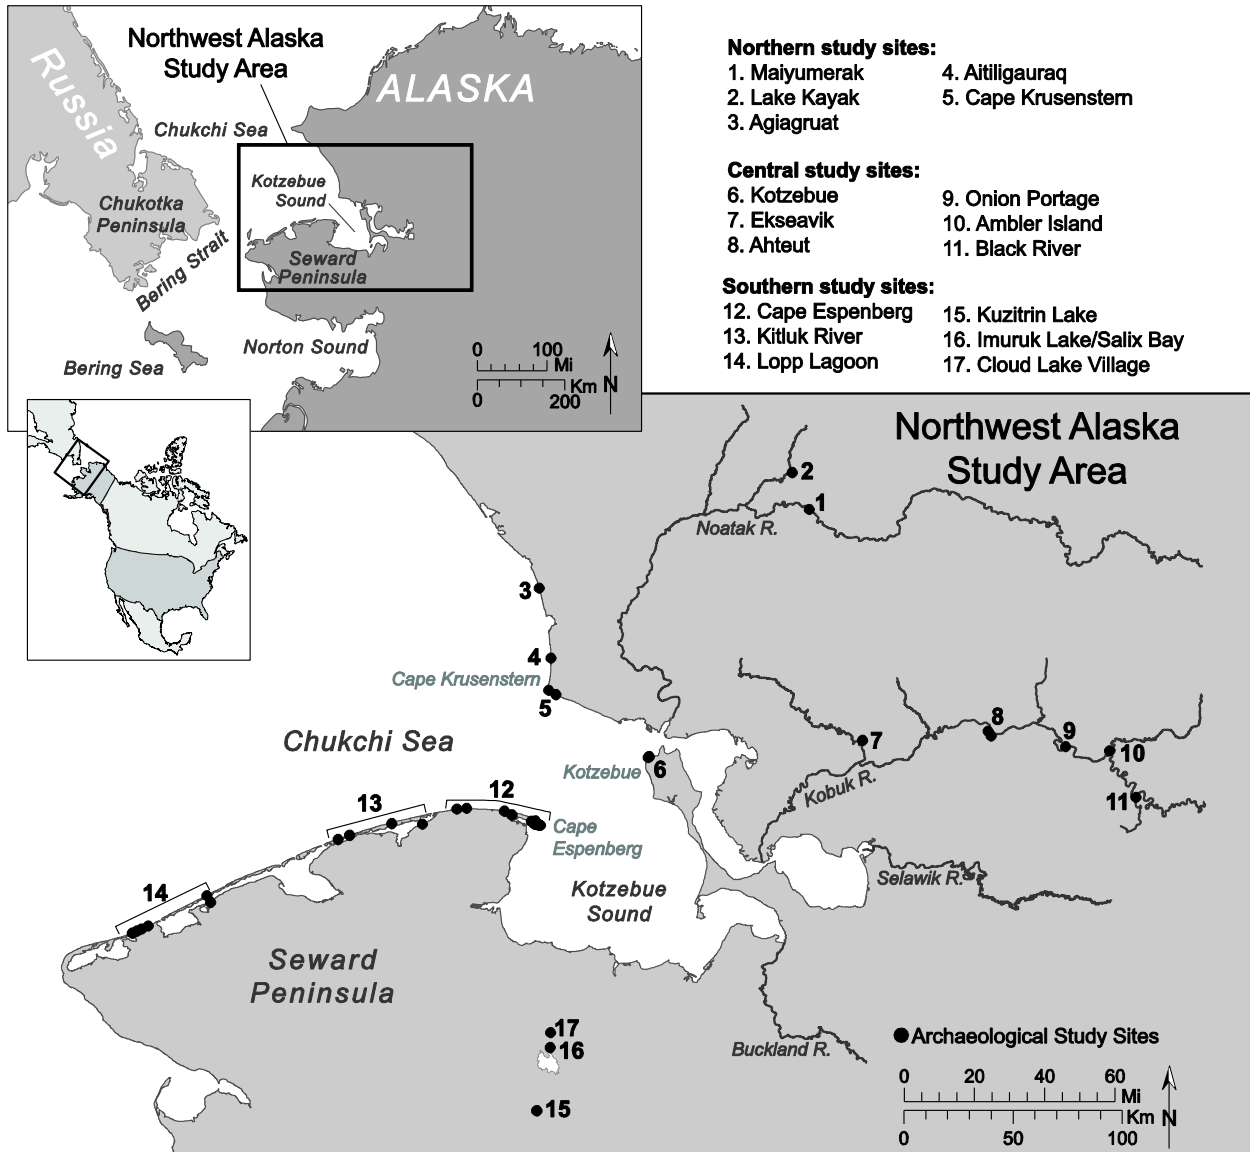 Northwest Alaska
Study Area
Russia
ALASKA
Chukchi Sea
Kotzebue
Sound
Chukotka
Peninsula
Bering Strait
Seward
Peninsula
Norton Sound
Bering Sea
0 100
Mi
Km N
0 200
Northern study sites:
1. Maiyumerak
2. Lake Kayak
3. Agiagruat
4. Aitiligauraq
5. Cape Krusenstern
Central study sites:
6. Kotzebue
7. Ekseavik
8. Ahteut
9. Onion Portage
10. Ambler Island
11. Black River
Southern study sites:
12. Cape Espenberg
13. Kitluk River
14. Lopp Lagoon
15. Kuzitrin Lake
16. Imuruk Lake/Salix Bay
17. Cloud Lake Village
Northwest Alaska
Study Area
2
1
Noatak R.
3
4
Cape Krusenstern
5
Chukchi Sea
Kotzebue
6
7
8
9
10
11
Kobuk R.
12
13
14
Cape
Espenberg
Kotzebue
Sound
Selawik R.
Seward
Peninsula
17
16
15
Buckland R.
Archaeological Study Sites
0 20 40 60
Mi
Km N
0 50 100